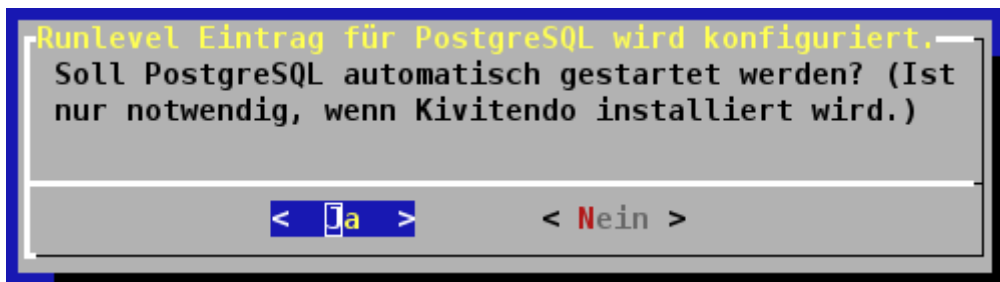 Runlevel Eintrag für PostgreSQL wird konfiguriert.
Soll PostgreSQL automatisch gestartet werden? (Ist
nur notwendig, wenn Kivitendo installiert wird.)
< Ja > < Nein >